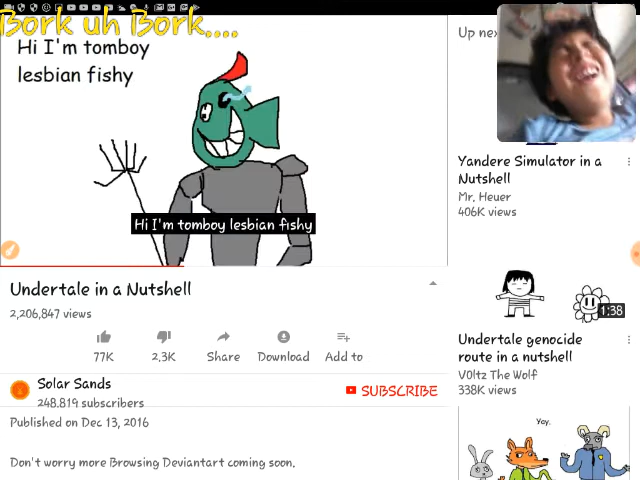 Bork uh Bork....
Hi I'm tomboy
lesbian fishy
Hi I'm tomboy lesbian fishy
Undertale in a Nutshell
2,206,847 views
77K
2,3K
Share
Download
Add to
Solar Sands
248.819 subscribers
SUBSCRIBE
Published on Dec 13, 2016
Don't worry more Browsing Deviantart coming soon.
Up nex
Yandere Simulator in a
Nutshell
Mr, Heuer
406K views
1:38
Undertale genocide
route in a nutshell
V0ltz The Wolf
338K views
Yay.